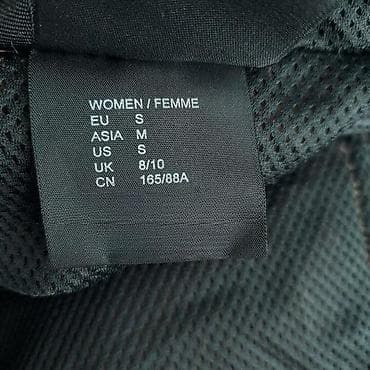 WOMEN / FEMME
EU S
ASIA M
US S
UK 8/10
CN 165/88A